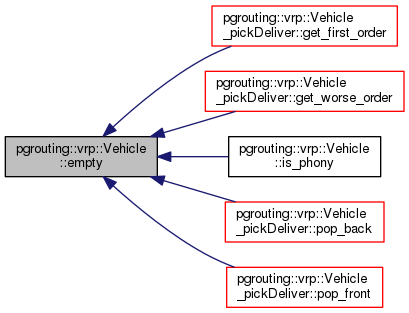 pgrouting::vrp::Vehicle
_pickDeliver::get_first_order
pgrouting::vrp::Vehicle
_pickDeliver::get_worse_order
pgrouting::vrp::Vehicle
::empty
pgrouting::vrp::Vehicle
::is_phony
pgrouting::vrp::Vehicle
_pickDeliver::pop_back
pgrouting::vrp::Vehicle
_pickDeliver::pop_front